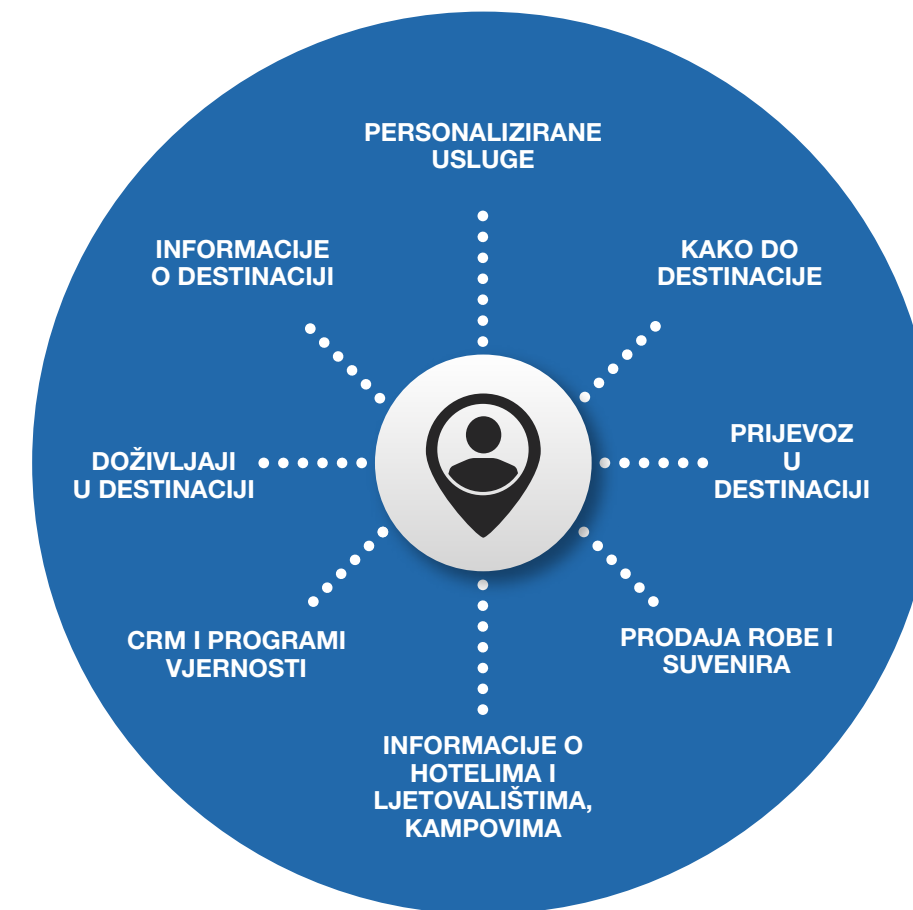 PERSONALIZIRANE
USLUGE
INFORMACIJE
O DESTINACIJI
KAKO DO
DESTINACIJE
DOŽIVLJAJI
U DESTINACIJI
PRIJEVOZ
U
DESTINACIJI
CRM I PROGRAMI
VJERNOSTI
PRODAJA ROBE I
SUVENIRA
INFORMACIJE O
HOTELIMA I
LJETOVALIŠTIMA,
KAMPOVIMA